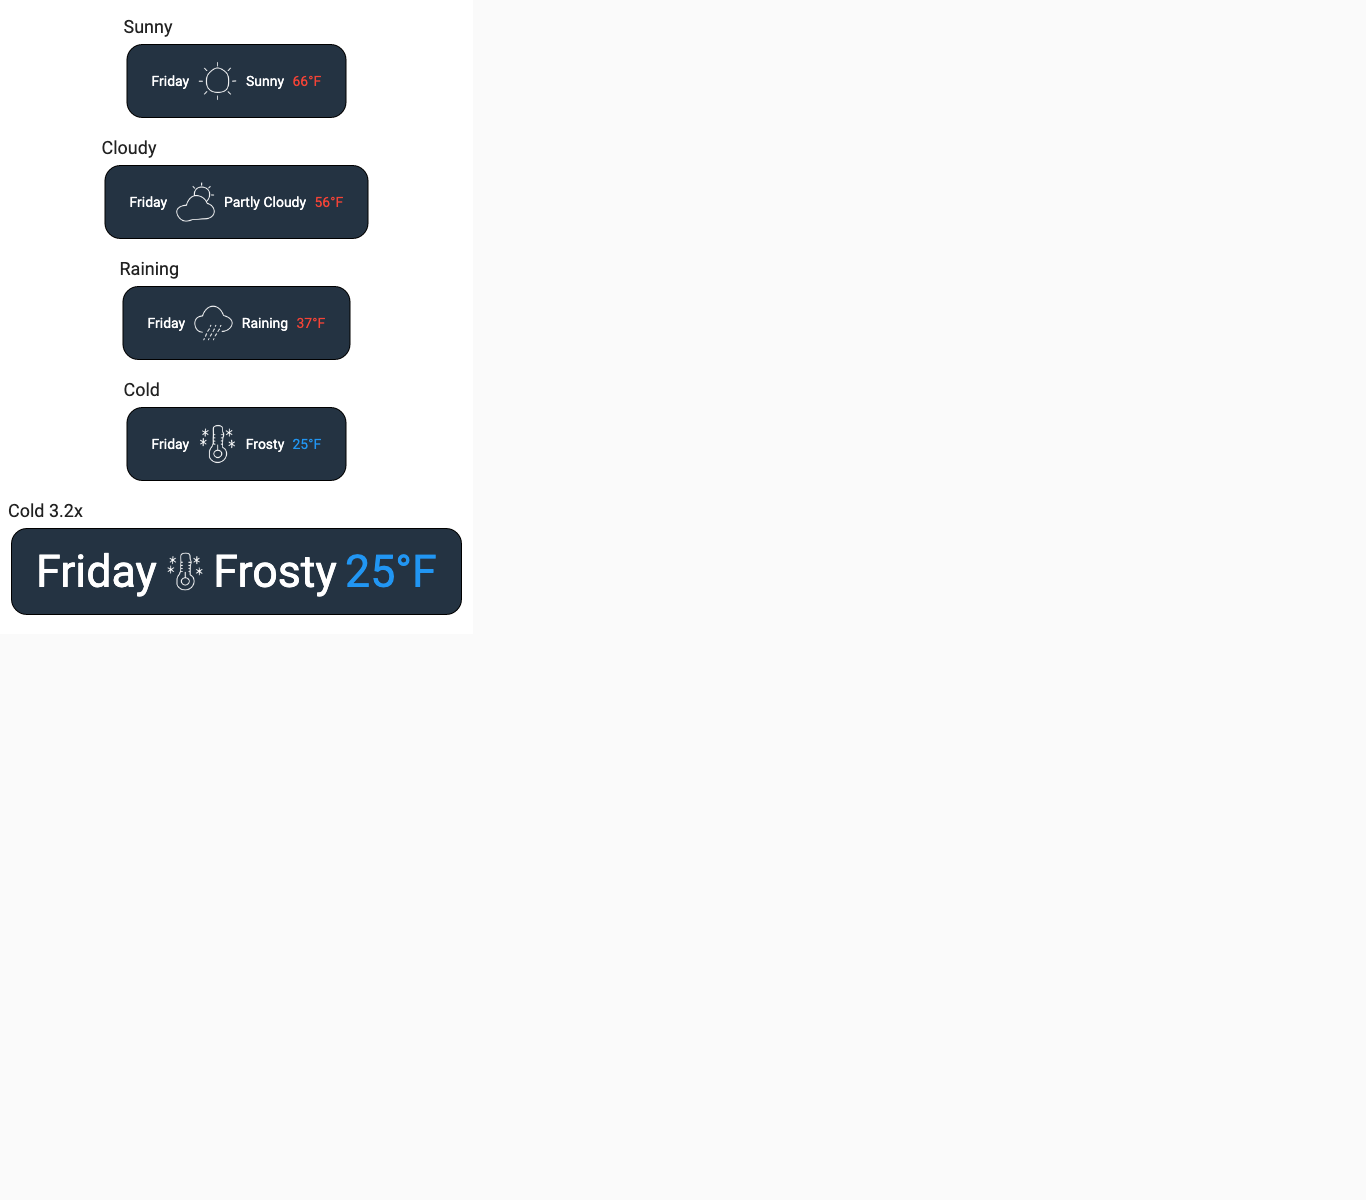 Sunny
Friday Sunny 66°F
Cloudy
Friday Partly Cloudy 56°F
Raining
Friday Raining 37°F
Cold
Friday Frosty 25°F
Cold 3.2x
Friday Frosty 25°F